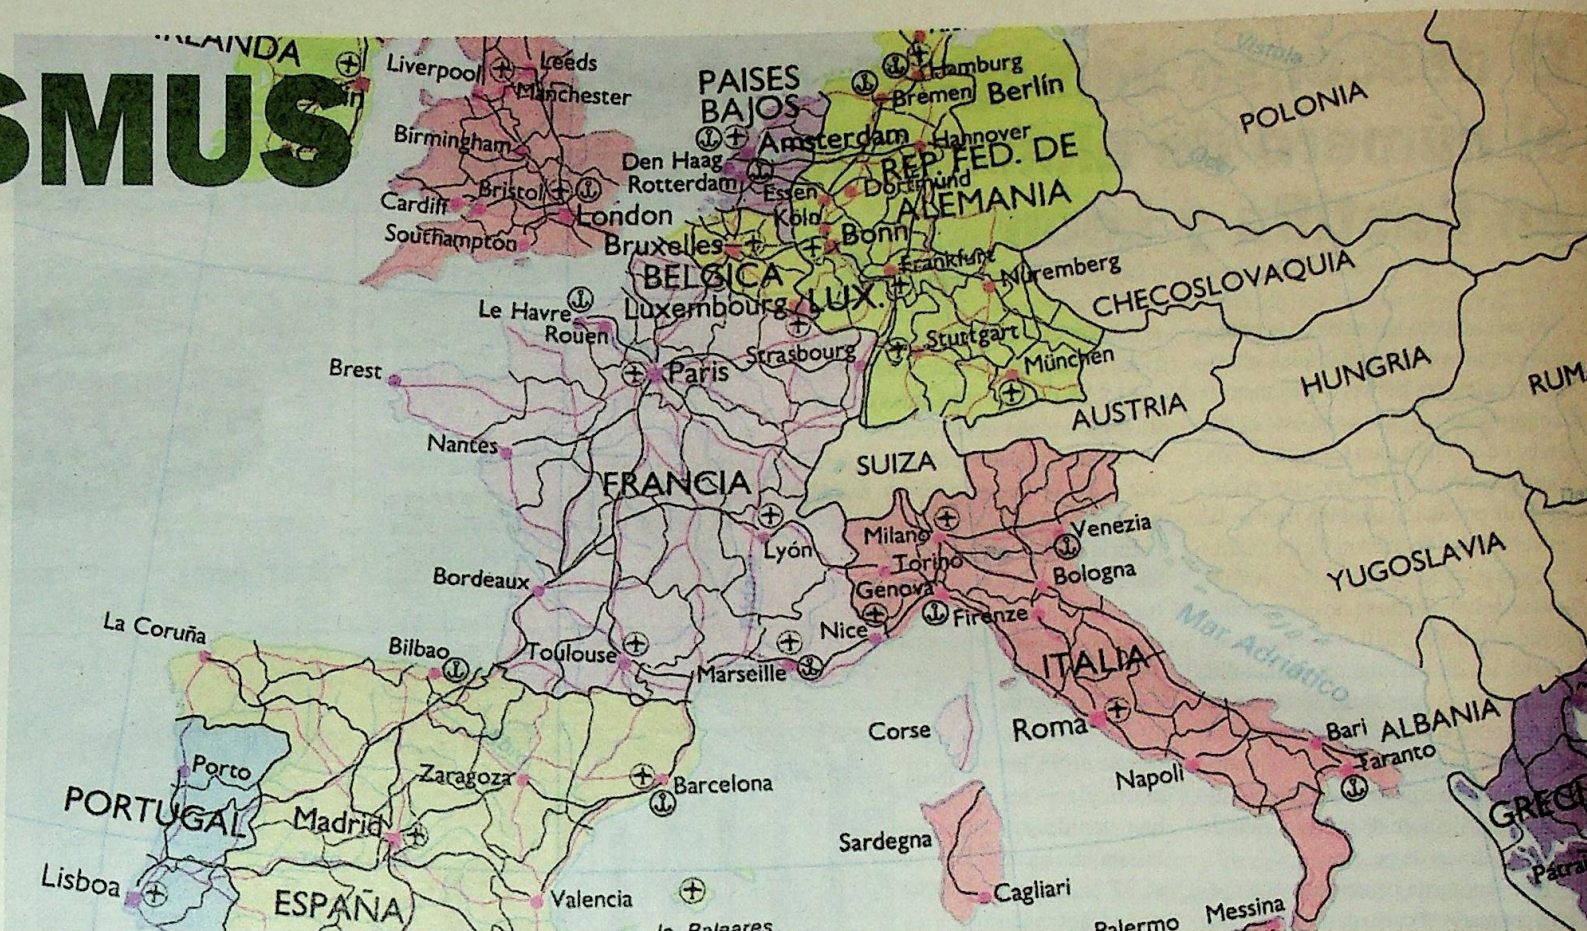 IRLANDA
SMUS
Liverpool
Leeds
Manchester
Birmingham
Bristol
Cardiff
London
Southampton
PAISES
BAJOS
Amsterdam
Den Haag
Rotterdam
Hamburg
Bremen
Berlín
Hannover
REP. FED. DE
ALEMANIA
Essen
Dortmund
Köln
Bonn
Bruxelles
BELGICA
Frankfurt
Nüremberg
Luxembourg
LUX.
Stuttgart
München
Vistola
Oder
POLONIA
CHECOSLOVAQUIA
AUSTRIA
HUNGRIA
SUIZA
YUGOSLAVIA
Le Havre
Rouen
Strasbourg
Brest
Paris
Nantes
FRANCIA
Lyón
Bordeaux
Toulouse
Marseille
Nice
Milano
Torino
Genova
Venezia
Bologna
Firenze
Mar Adriático
ITALIA
Corse
Roma
Napoli
Bari
Taranto
ALBANIA
Sardegna
Cagliari
Palermo
Messina
La Coruña
Bilbao
Porto
Zaragoza
Barcelona
PORTUGAL
Madrid
Lisboa
ESPAÑA
Valencia
Baleares